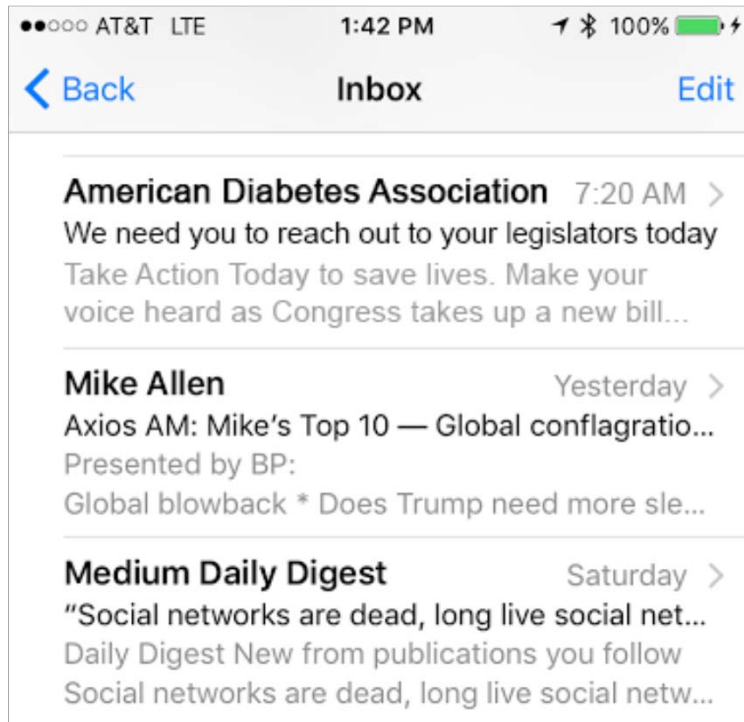 AT&T LTE 1:42 PM 100%
Back Inbox Edit
American Diabetes Association 7:20 AM
We need you to reach out to your legislators today
Take Action Today to save lives. Make your
voice heard as Congress takes up a new bill...
Mike Allen Yesterday
Axios AM: Mike’s Top 10 — Global conflagratio...
Presented by BP:
Global blowback * Does Trump need more sle...
Medium Daily Digest Saturday
“Social networks are dead, long live social net...
Daily Digest New from publications you follow
Social networks are dead, long live social netw...